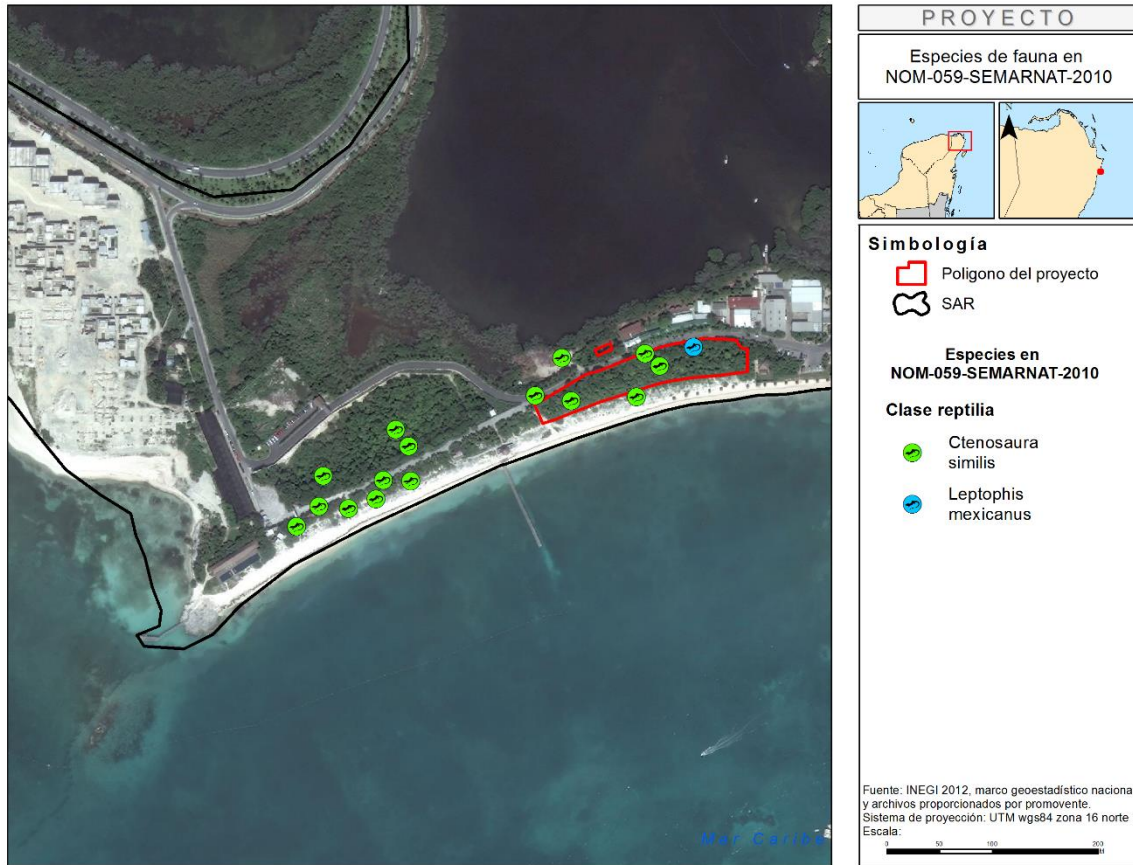 PROYECTO
Especies de fauna en
NOM-059-SEMARNAT-2010
N
Simbología
Poligono del proyecto
SAR
Especies en
NOM-059-SEMARNAT-2010
Clase reptilia
Ctenosaura
similis
Leptophis
mexicanus
Fuente: INEGI 2012, marco geoestadístico naciona
y archivos proporcionados por promovente.
Sistema de proyección: UTM wgs84 zona 16 norte
Escala:
0 50 100 200
Mar Caribe